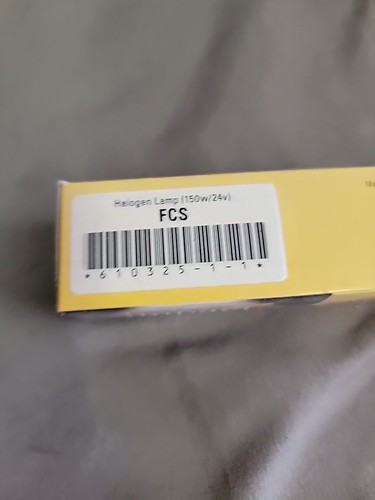 Halogen Lamp (150w/24v)
FCS
*610325-1-1*